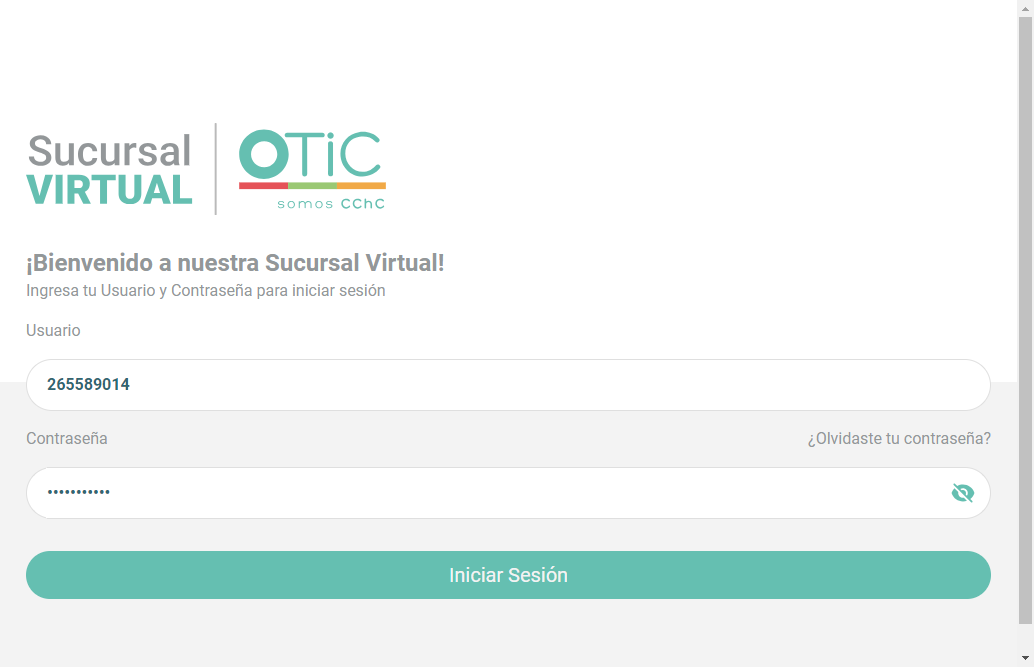 Sucursal
VIRTUAL
OTiC
somos CChC
¡Bienvenido a nuestra Sucursal Virtual!
Ingresa tu Usuario y Contraseña para iniciar sesión
Usuario
265589014
Contraseña ¿Olvidaste tu contraseña?
•••••••••••
Iniciar Sesión